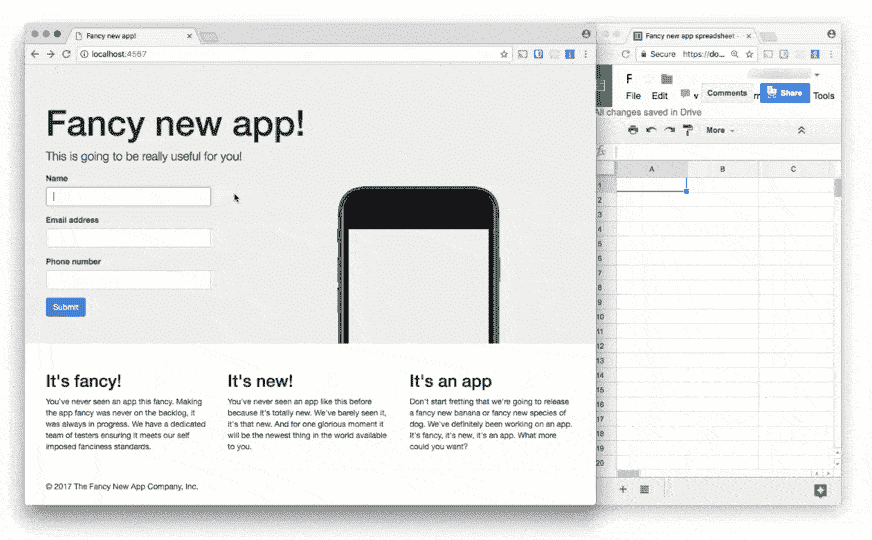 Fancy new app!
localhost:4567
Fancy new app!
This is going to be really useful for you!
Name
Email address
Phone number
Submit
It's fancy!
You've never seen an app this fancy. Making
the app fancy was never on the backlog, it
was always in progress. We have a dedicated
team of testers ensuring it meets our self
imposed fanciness standards.
It's new!
You've never seen an app like this before
because it's totally new. We've barely seen it,
it's that new. And for one glorious moment it
will be the newest thing in the world available
to you.
It's an app
Don't start fretting that we're going to release
a fancy new banana or fancy new species of
dog. We've definitely been working on an app.
It's fancy, it's new, it's an app. What more
could you want?
© 2017 The Fancy New App Company, Inc.
Fancy new app spreadsheet -
Secure https://do...
F
File Edit v Comments Share Tools
All changes saved in Drive
More
fx
A B C
1
2
3
4
5
6
7
8
9
10
11
12
13
14
15
16
17
18
19
20